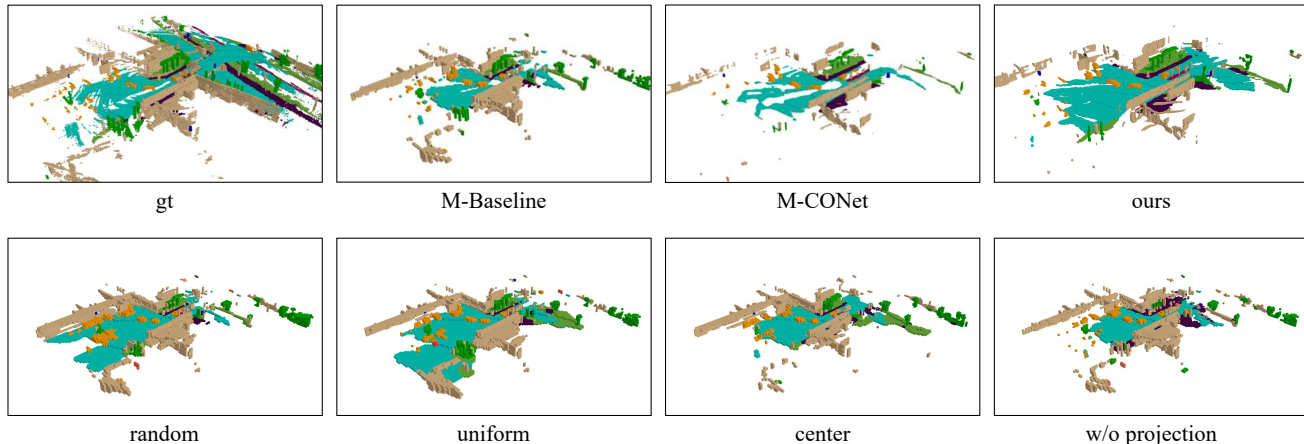 gt
M-Baseline
M-CONet
ours
random
uniform
center
w/o projection